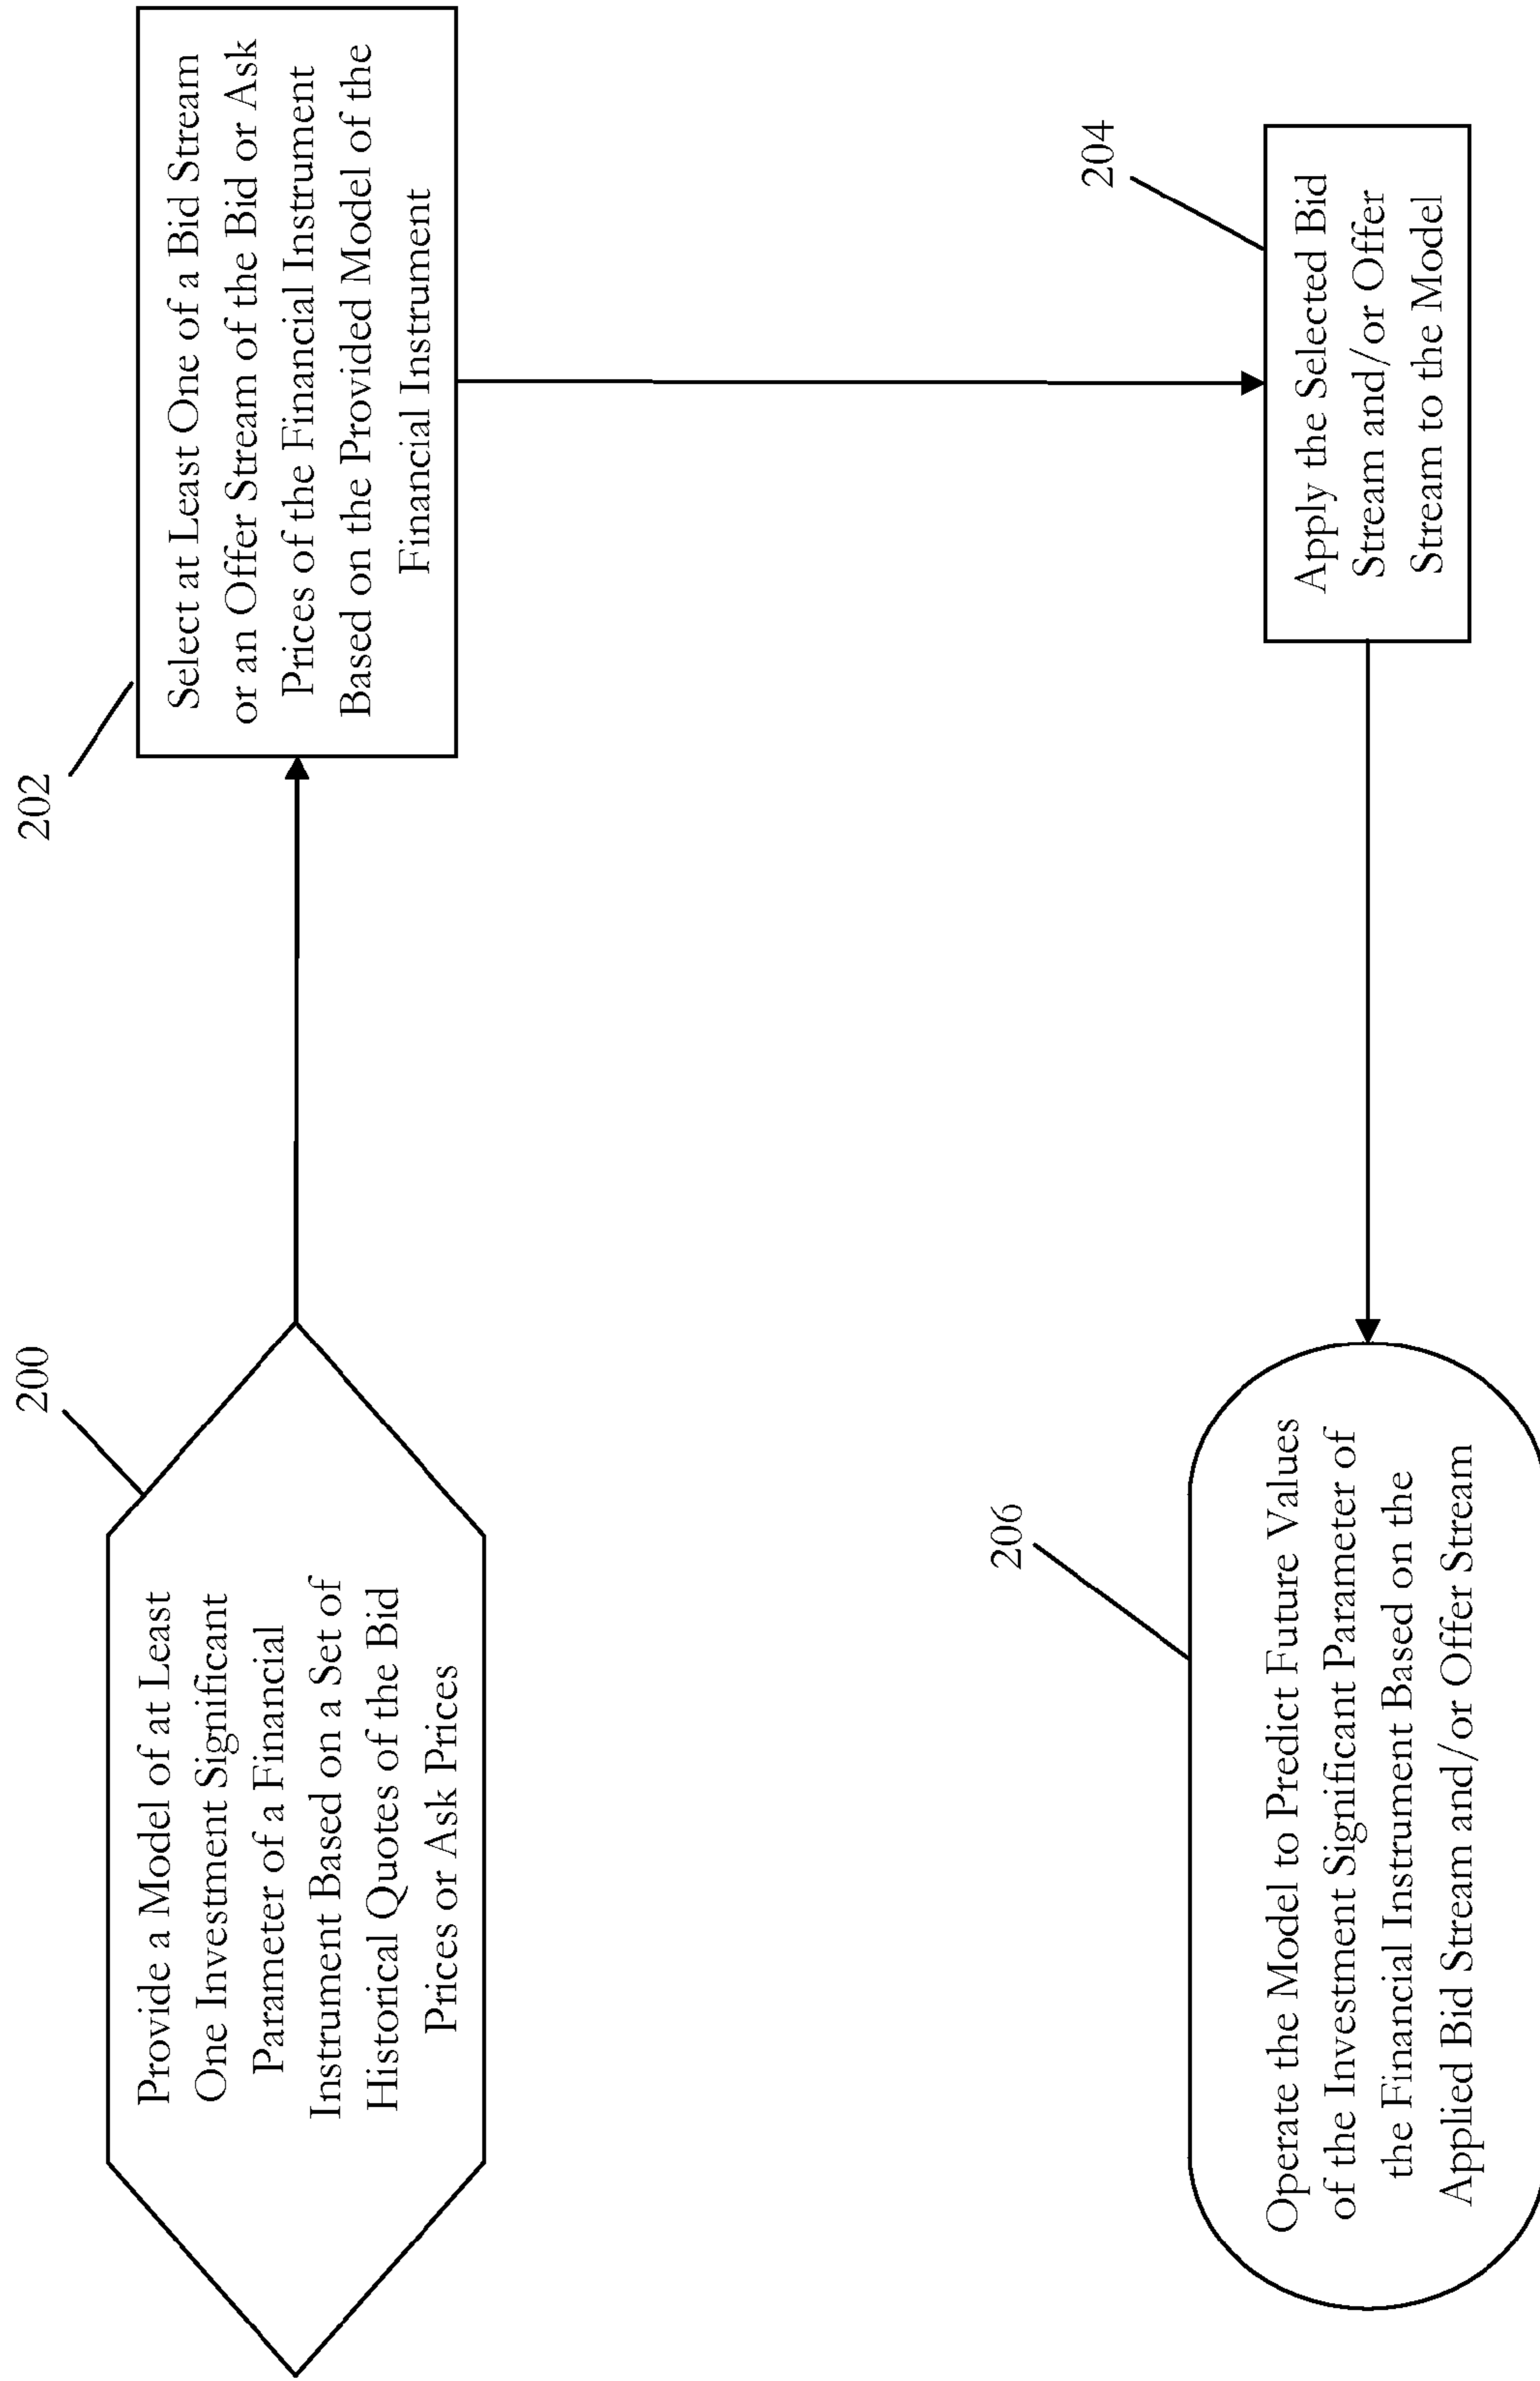 200
Provide a Model of at Least
One Investment Significant
Parameter of a Financial
Instrument Based on a Set of
Historical Quotes of the Bid
Prices or Ask Prices
202
Select at Least One of a Bid Stream
or an Offer Stream of the Bid or Ask
Prices of the Financial Instrument
Based on the Provided Model of the
Financial Instrument
204
Apply the Selected Bid
Stream and/or Offer
Stream to the Model
206
Operate the Model to Predict Future Values
of the Investment Significant Parameter of
the Financial Instrument Based on the
Applied Bid Stream and/or Offer Stream